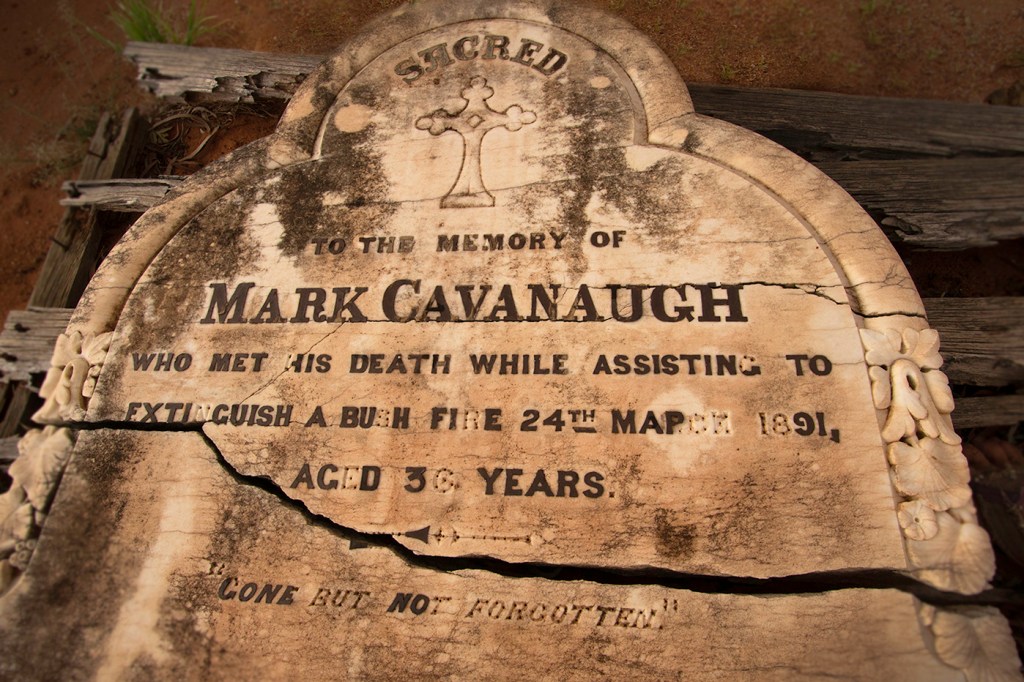 SACRED
TO THE MEMORY OF
MARK CAVANAUGH
WHO MET HIS DEATH WHILE ASSISTING TO
EXTINGUISH A BUSH FIRE 24TH MARCH 1891,
AGED 36 YEARS.
"GONE BUT NOT FORGOTTEN."